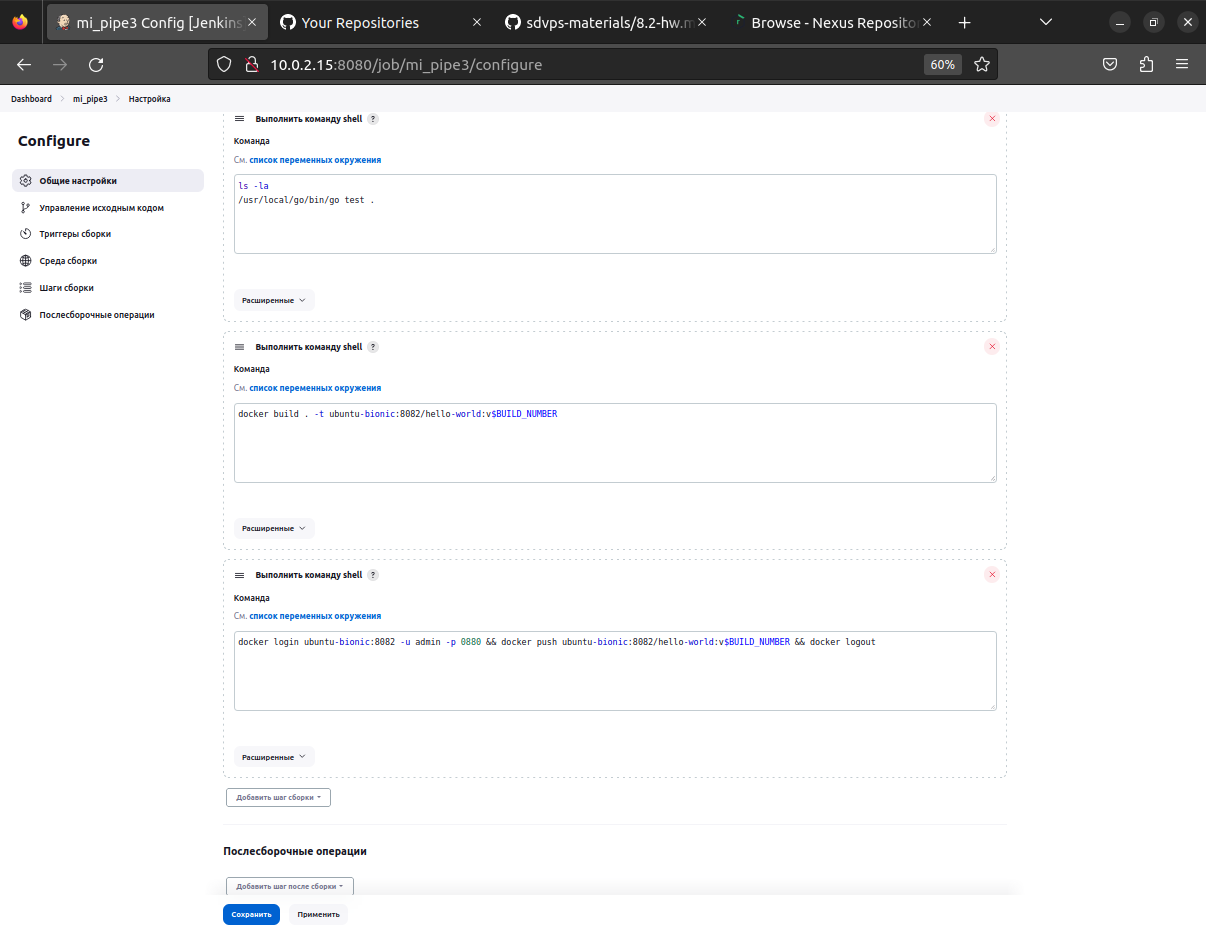 mi_pipe3 Config [Jenkins
Your Repositories
sdvps-materials/8.2-hw.m
Browse - Nexus Reposito
10.0.2.15:8080/job/mi_pipe3/configure
60%
Dashboard
mi_pipe3
Настройка
Configure
Общие настройки
Управление исходным кодом
Триггеры сборки
Среда сборки
Шаги сборки
Послесборочные операции
Выполнить команду shell ?
Команда
См. список переменных окружения
ls -la
/usr/local/go/bin/go test .
Расширенные
Выполнить команду shell ?
Команда
См. список переменных окружения
docker build . -t ubuntu-bionic:8082/hello-world:v$BUILD_NUMBER
Расширенные
Выполнить команду shell ?
Команда
См. список переменных окружения
docker login ubuntu-bionic:8082 -u admin -p 0880 && docker push ubuntu-bionic:8082/hello-world:v$BUILD_NUMBER && docker logout
Расширенные
Добавить шаг сборки
Послесборочные операции
Добавить шаг после сборки
Сохранить
Применить